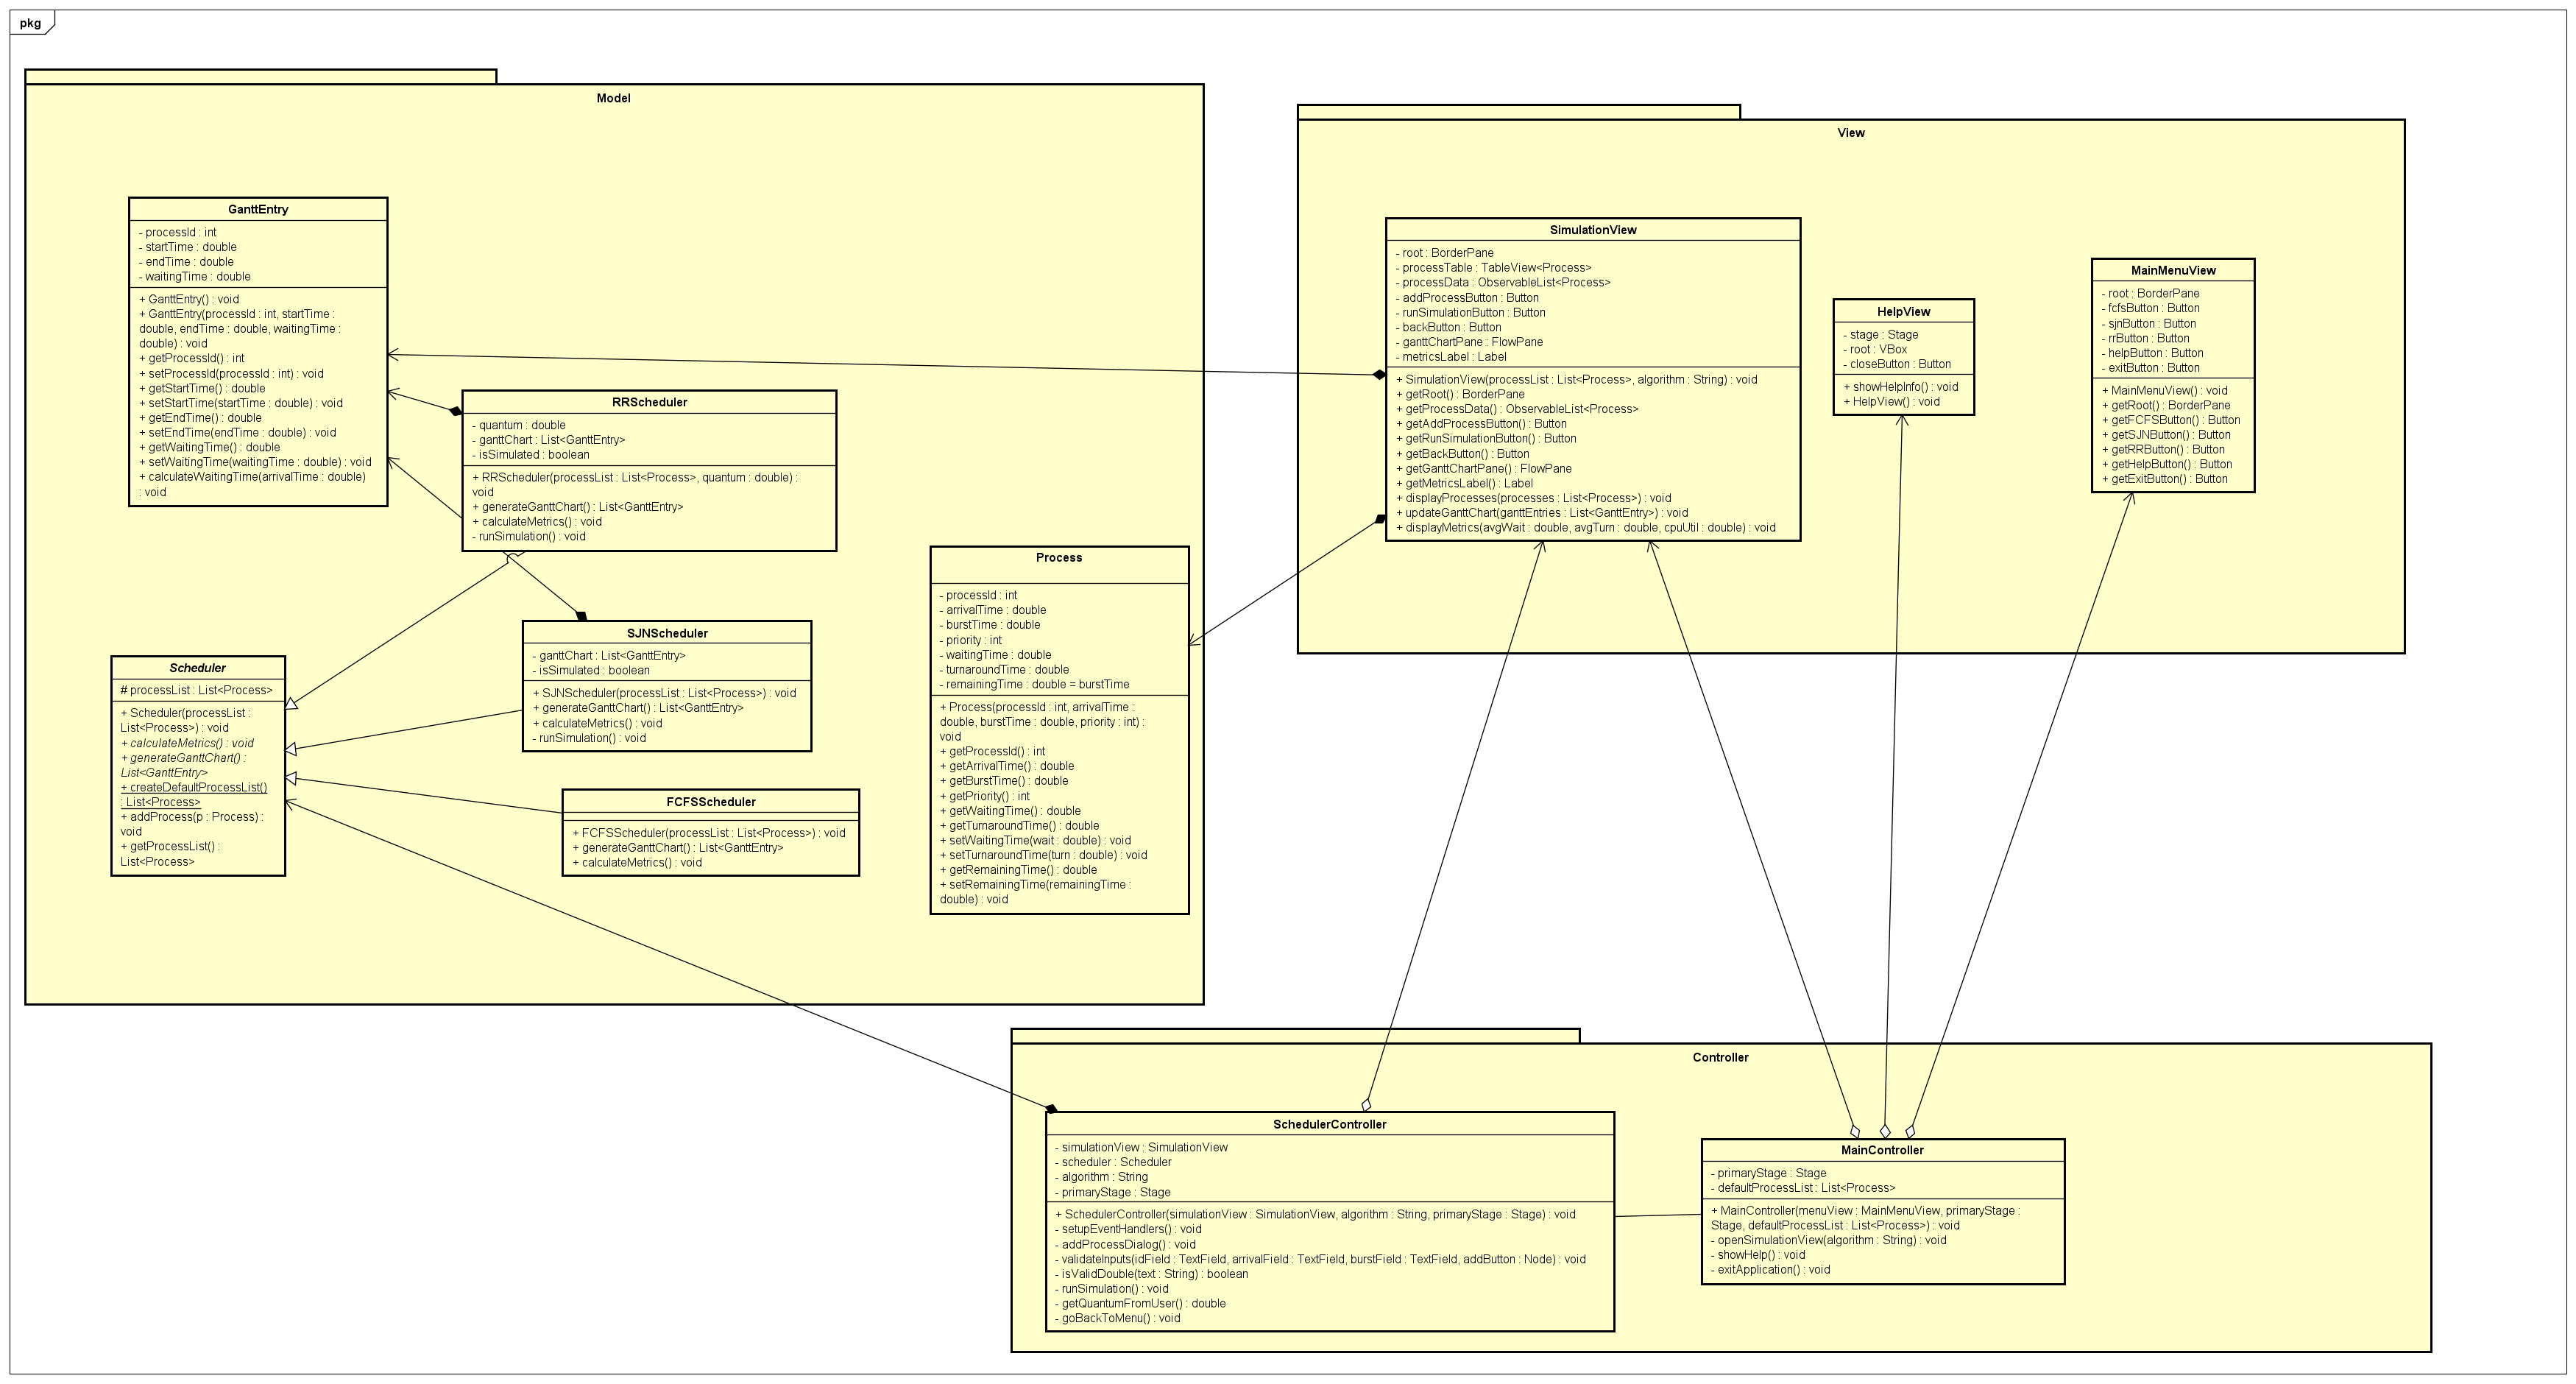 pkg
Model
GanttEntry
- processId : int
- startTime : double
- endTime : double
- waitingTime : double
+ GanttEntry() : void
+ GanttEntry(processId : int, startTime :
double, endTime : double, waitingTime :
double) : void
+ getProcessId() : int
+ setProcessId(processId : int) : void
+ getStartTime() : double
+ setStartTime(startTime : double) : void
+ getEndTime() : double
+ setEndTime(endTime : double) : void
+ getWaitingTime() : double
+ setWaitingTime(waitingTime : double) : void
+ calculateWaitingTime(arrivalTime : double)
: void
RRScheduler
- quantum : double
- ganttChart : List<GanttEntry>
- isSimulated : boolean
+ RRScheduler(processList : List<Process>, quantum : double) :
void
+ generateGanttChart() : List<GanttEntry>
+ calculateMetrics() : void
- runSimulation() : void
SJNScheduler
- ganttChart : List<GanttEntry>
- isSimulated : boolean
+ SJNScheduler(processList : List<Process>) : void
+ generateGanttChart() : List<GanttEntry>
+ calculateMetrics() : void
- runSimulation() : void
Scheduler
# processList : List<Process>
+ Scheduler(processList :
List<Process>) : void
+ calculateMetrics() : void
+ generateGanttChart() :
List<GanttEntry>
+ createDefaultProcessList()
: List<Process>
+ addProcess(p : Process) :
void
+ getProcessList() :
List<Process>
FCFSScheduler
+ FCFSScheduler(processList : List<Process>) : void
+ generateGanttChart() : List<GanttEntry>
+ calculateMetrics() : void
Process
- processId : int
- arrivalTime : double
- burstTime : double
- priority : int
- waitingTime : double
- turnaroundTime : double
- remainingTime : double = burstTime
+ Process(processId : int, arrivalTime :
double, burstTime : double, priority : int) :
void
+ getProcessId() : int
+ getArrivalTime() : double
+ getBurstTime() : double
+ getPriority() : int
+ getWaitingTime() : double
+ getTurnaroundTime() : double
+ setWaitingTime(wait : double) : void
+ setTurnaroundTime(turn : double) : void
+ getRemainingTime() : double
+ setRemainingTime(remainingTime :
double) : void
View
SimulationView
- root : BorderPane
- processTable : TableView<Process>
- processData : ObservableList<Process>
- addProcessButton : Button
- runSimulationButton : Button
- backButton : Button
- ganttChartPane : FlowPane
- metricsLabel : Label
+ SimulationView(processList : List<Process>, algorithm : String) : void
+ getRoot() : BorderPane
+ getProcessData() : ObservableList<Process>
+ getAddProcessButton() : Button
+ getRunSimulationButton() : Button
+ getBackButton() : Button
+ getGanttChartPane() : FlowPane
+ getMetricsLabel() : Label
+ displayProcesses(processes : List<Process>) : void
+ updateGanttChart(ganttEntries : List<GanttEntry>) : void
+ displayMetrics(avgWait : double, avgTurn : double, cpuUtil : double) : void
HelpView
- stage : Stage
- root : VBox
- closeButton : Button
+ showHelpInfo() : void
+ HelpView() : void
MainMenuView
- root : BorderPane
- fcfsButton : Button
- sjnButton : Button
- rrButton : Button
- helpButton : Button
- exitButton : Button
+ MainMenuView() : void
+ getRoot() : BorderPane
+ getFCFSButton() : Button
+ getSJNButton() : Button
+ getRRButton() : Button
+ getHelpButton() : Button
+ getExitButton() : Button
Controller
SchedulerController
- simulationView : SimulationView
- scheduler : Scheduler
- algorithm : String
- primaryStage : Stage
+ SchedulerController(simulationView : SimulationView, algorithm : String, primaryStage : Stage) : void
- setupEventHandlers() : void
- addProcessDialog() : void
- validateInputs(idField : TextField, arrivalField : TextField, burstField : TextField, addButton : Node) : void
- isValidDouble(text : String) : boolean
- runSimulation() : void
- getQuantumFromUser() : double
- goBackToMenu() : void
MainController
- primaryStage : Stage
- defaultProcessList : List<Process>
+ MainController(menuView : MainMenuView, primaryStage :
Stage, defaultProcessList : List<Process>) : void
- openSimulationView(algorithm : String) : void
- showHelp() : void
- exitApplication() : void